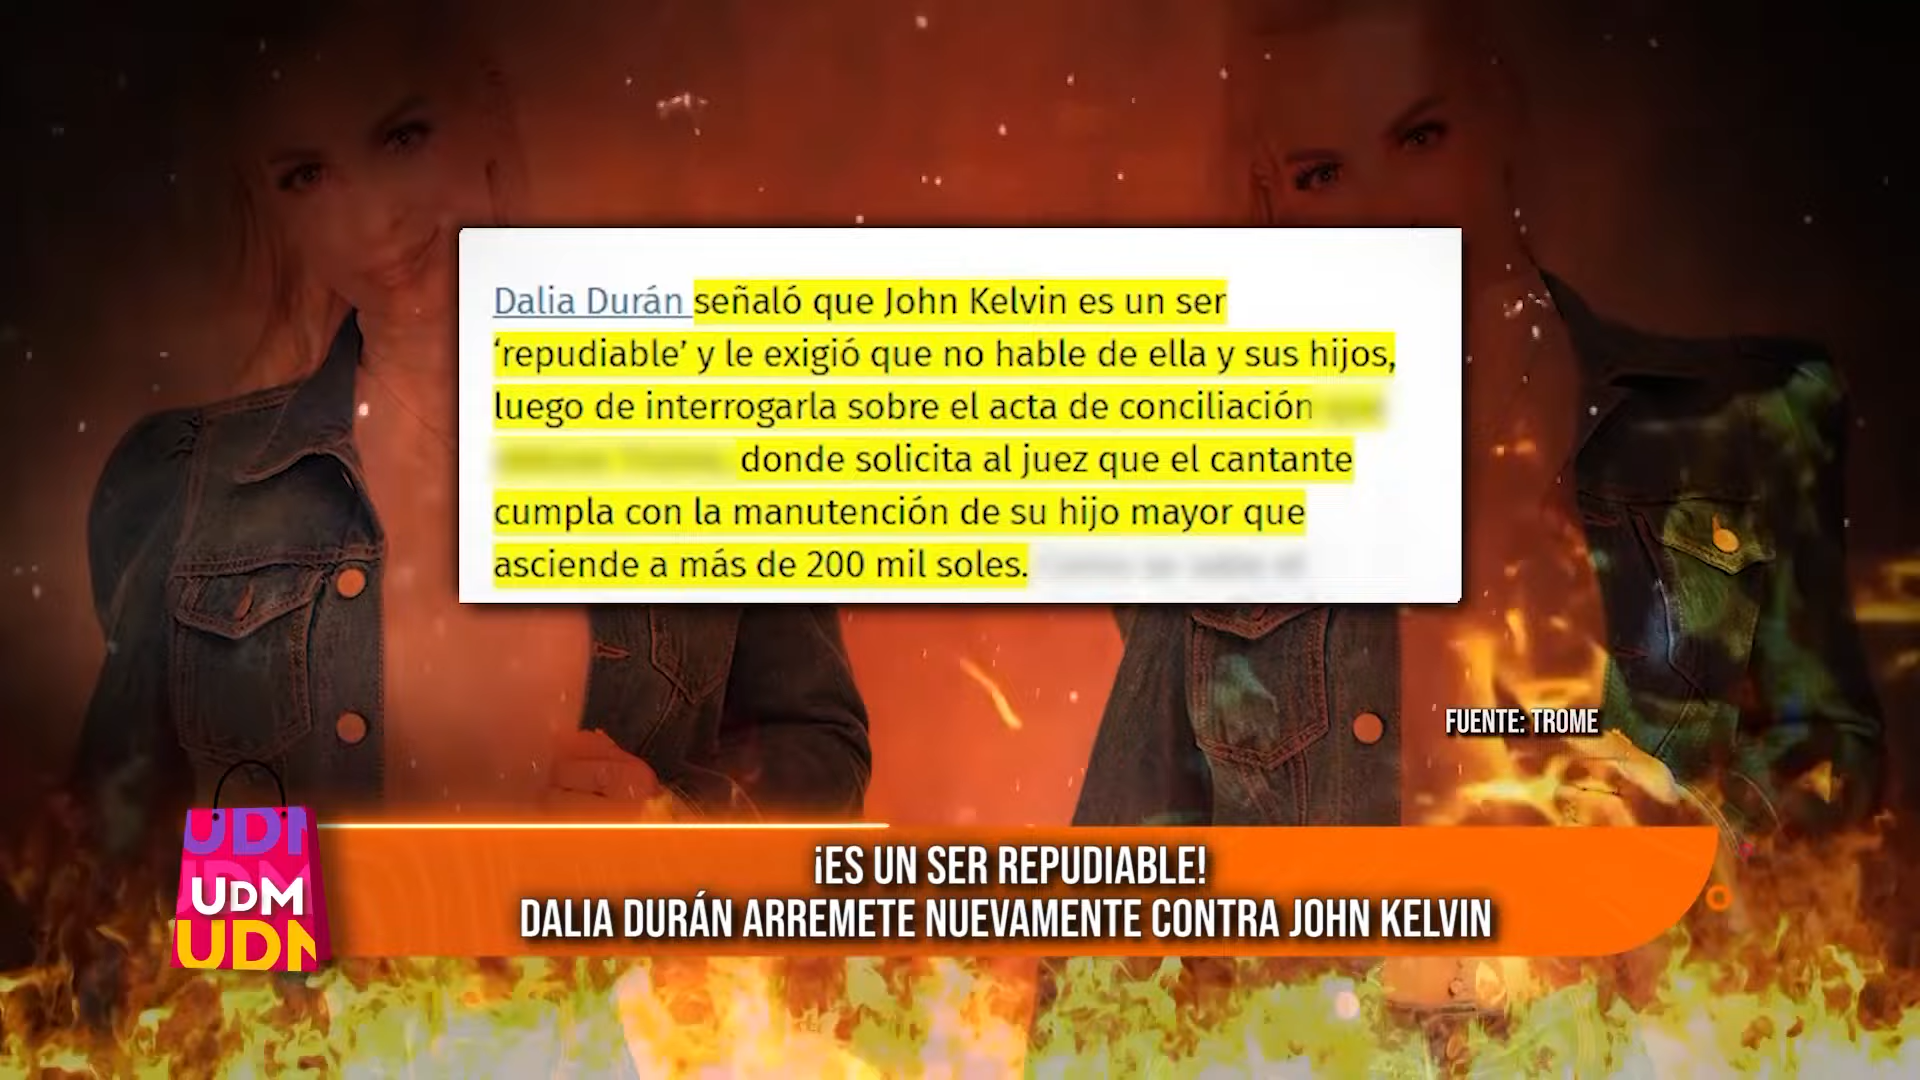 Dalia Durán señaló que John Kelvin es un ser
‘repudiable’ y le exigió que no hable de ella y sus hijos,
luego de interrogarla sobre el acta de conciliación
donde solicita al juez que el cantante
cumpla con la manutención de su hijo mayor que
asciende a más de 200 mil soles.
FUENTE: TROME
UDM
UDM
UDM
¡ES UN SER REPUDIABLE!
DALIA DURÁN ARREMETE NUEVAMENTE CONTRA JOHN KELVIN